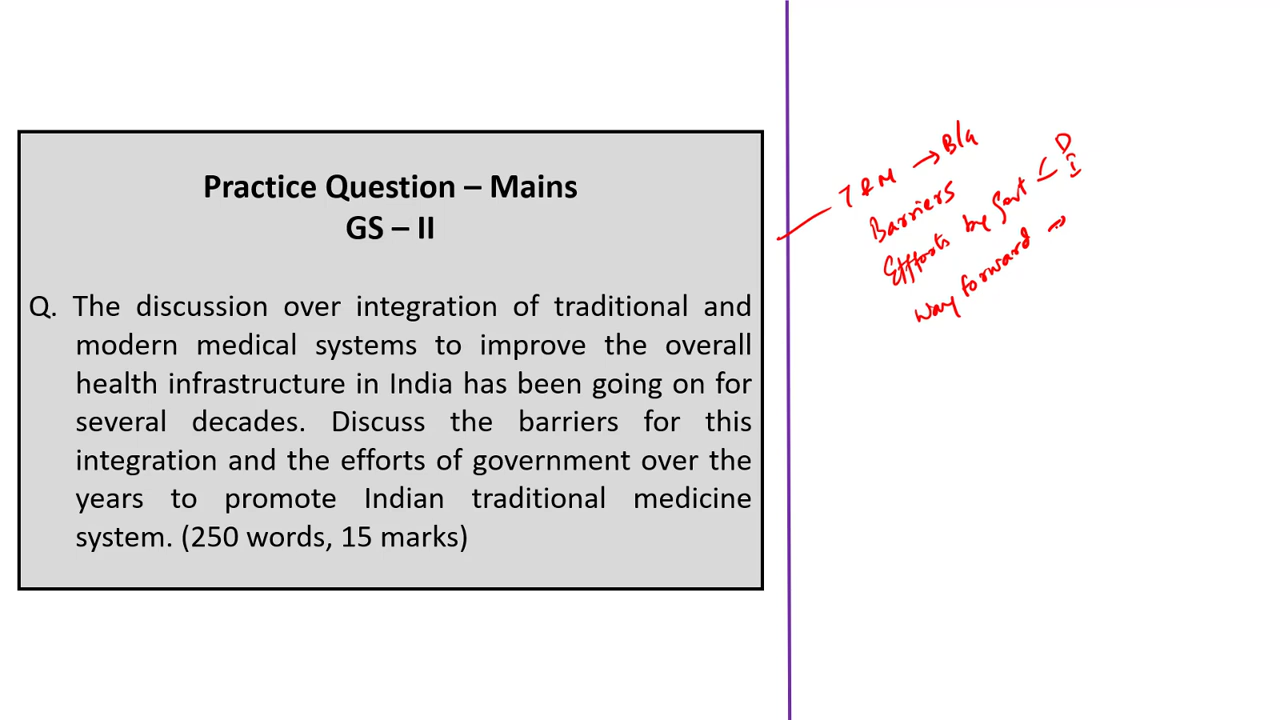 Practice Question – Mains
GS – II
Q. The discussion over integration of traditional and
modern medical systems to improve the overall
health infrastructure in India has been going on for
several decades. Discuss the barriers for this
integration and the efforts of government over the
years to promote Indian traditional medicine
system. (250 words, 15 marks)
T & M → B/g
Barriers
Efforts by Govt < D I
Way forward →